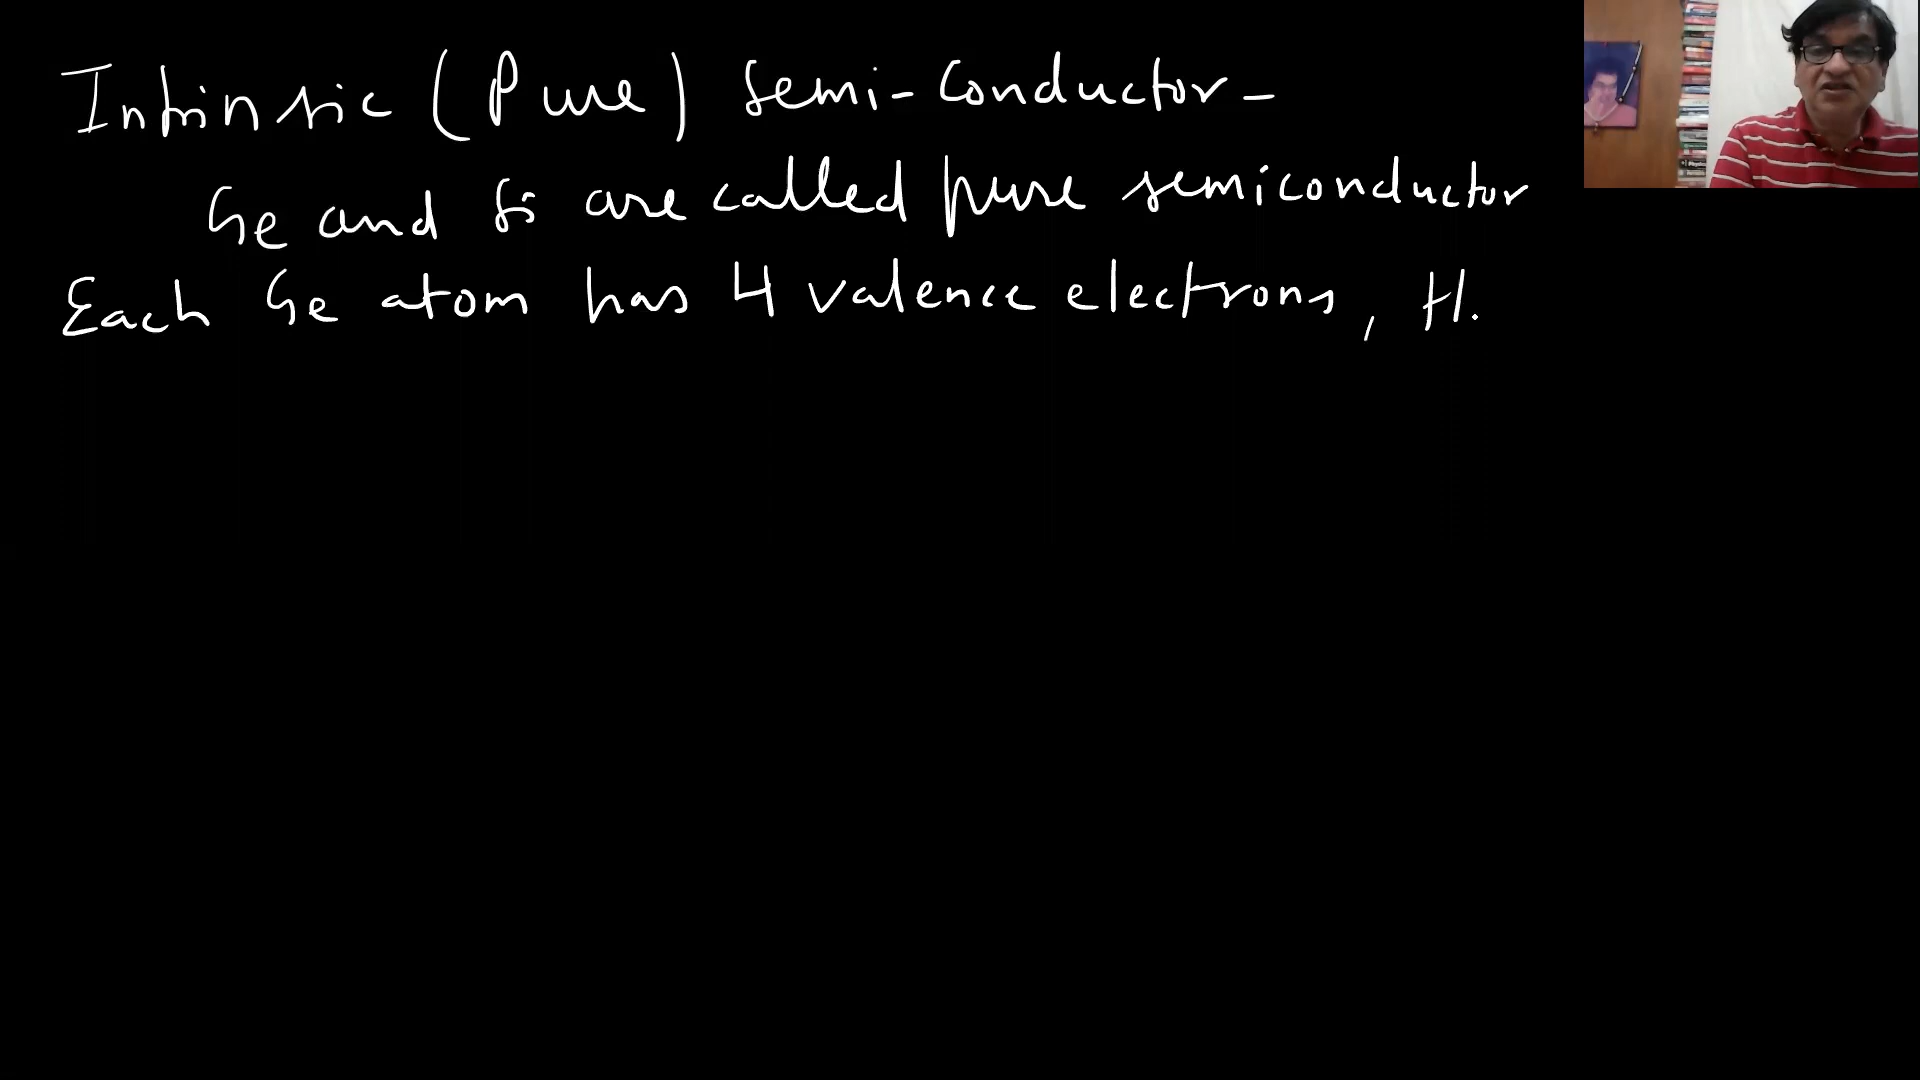 Intrinsic (Pure) Semi-Conductor-
Ge and Si are called pure semiconductor
Each Ge atom has 4 valence electrons,